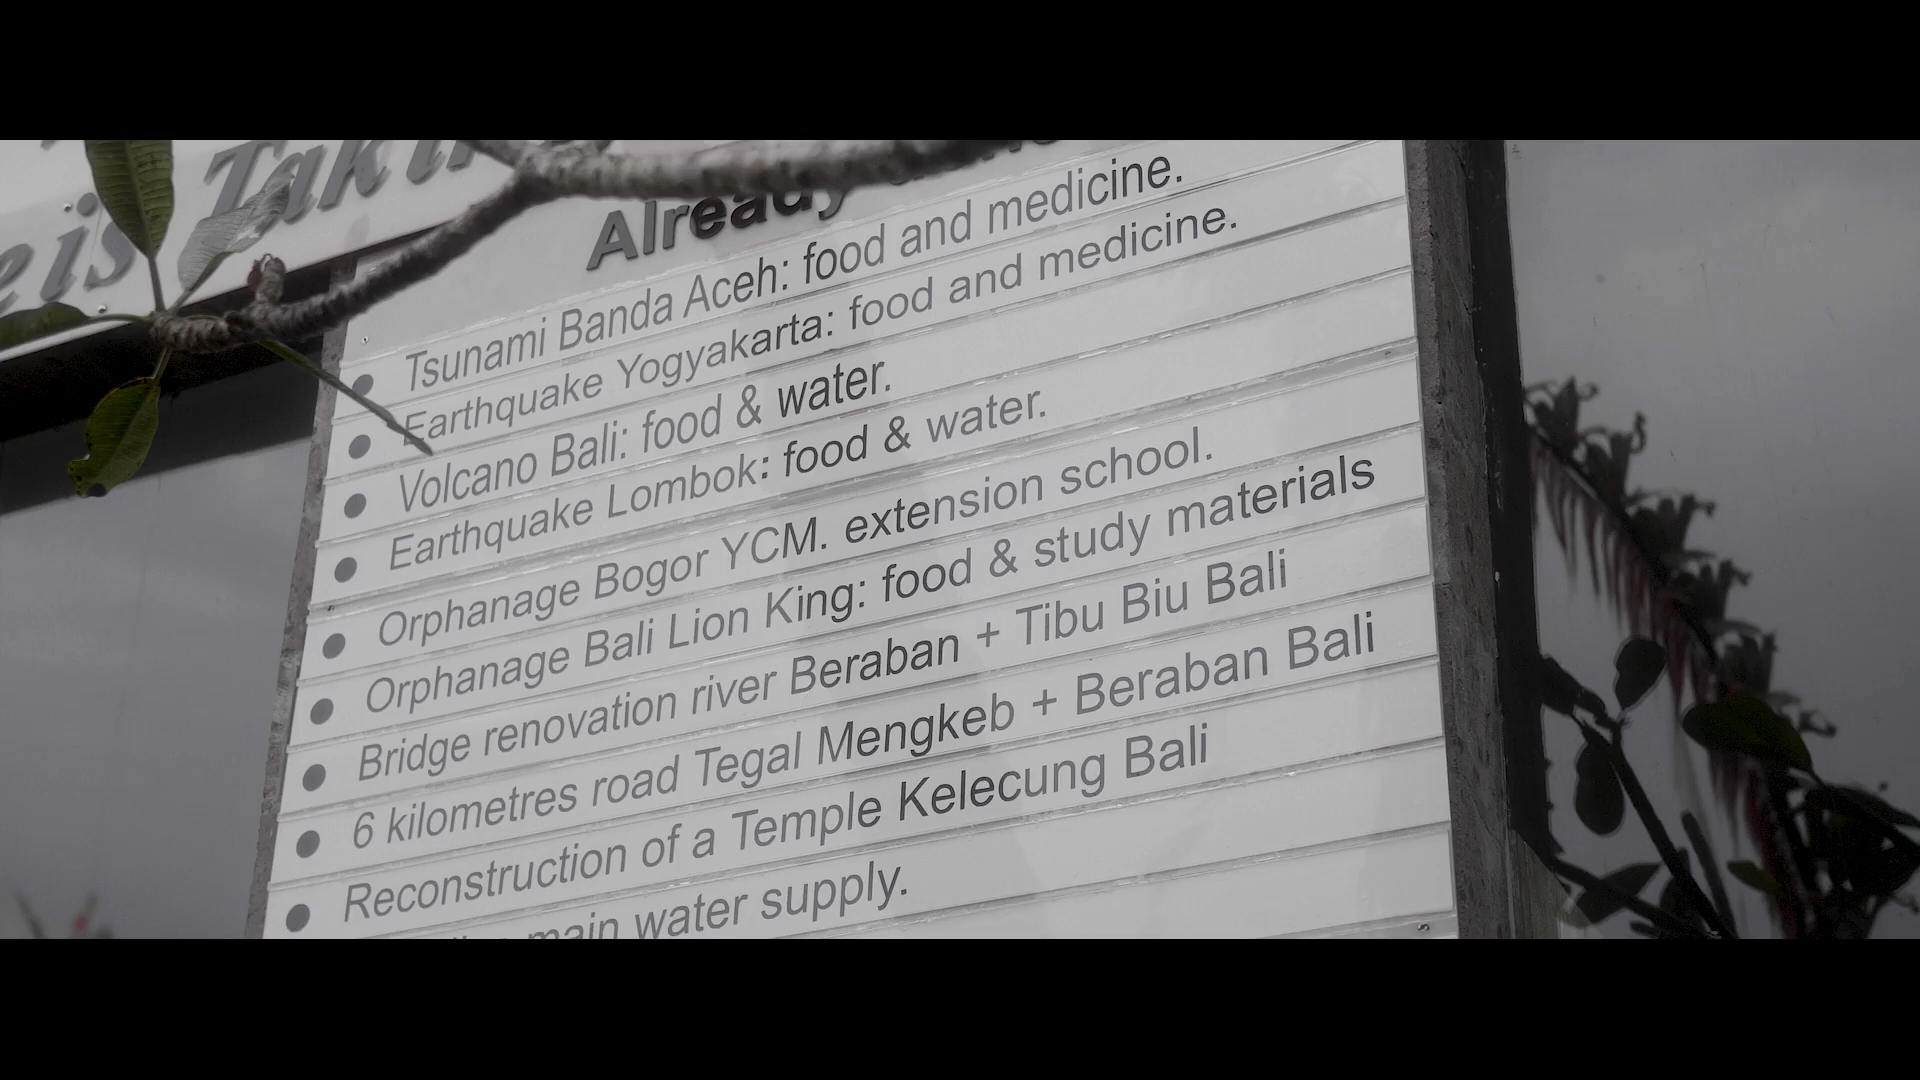 is Takin
Already
Tsunami Banda Aceh: food and medicine.
Earthquake Yogyakarta: food and medicine.
Volcano Bali: food & water.
Earthquake Lombok: food & water.
Orphanage Bogor YCM. extension school.
Orphanage Bali Lion King: food & study materials
Bridge renovation river Beraban + Tibu Biu Bali
6 kilometres road Tegal Mengkeb + Beraban Bali
Reconstruction of a Temple Kelecung Bali
main water supply.